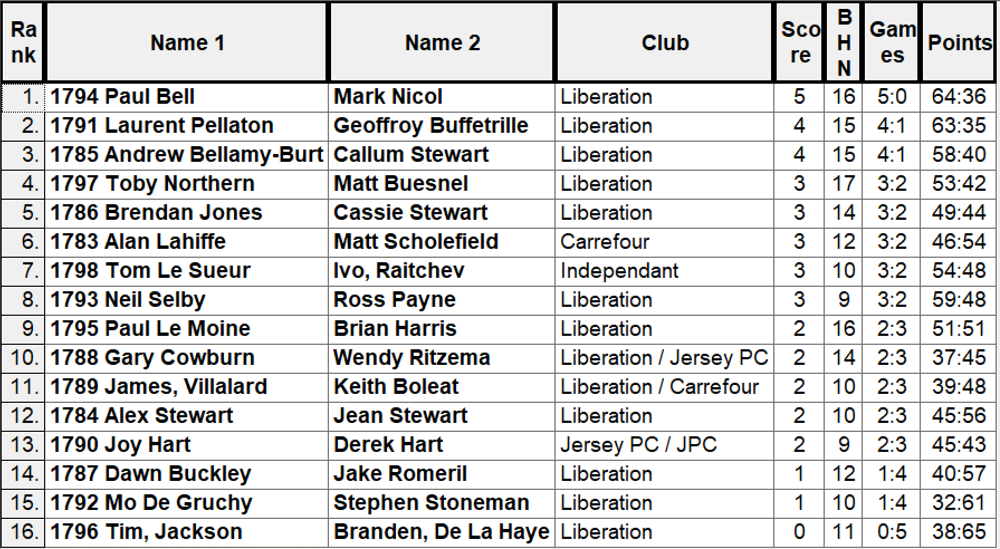 Rank Name 1 Name 2 Club Score BHN Games Points
1. 1794 Paul Bell Mark Nicol Liberation 5 16 5:0 64:36
2. 1791 Laurent Pellaton Geoffroy Buffetrille Liberation 4 15 4:1 63:35
3. 1785 Andrew Bellamy-Burt Callum Stewart Liberation 4 15 4:1 58:40
4. 1797 Toby Northern Matt Buesnel Liberation 3 17 3:2 53:42
5. 1786 Brendan Jones Cassie Stewart Liberation 3 14 3:2 49:44
6. 1783 Alan Lahiffe Matt Scholefield Carrefour 3 12 3:2 46:54
7. 1798 Tom Le Sueur Ivo, Raitchev Independant 3 10 3:2 54:48
8. 1793 Neil Selby Ross Payne Liberation 3 9 3:2 59:48
9. 1795 Paul Le Moine Brian Harris Liberation 2 16 2:3 51:51
10. 1788 Gary Cowburn Wendy Ritzema Liberation / Jersey PC 2 14 2:3 37:45
11. 1789 James, Villalard Keith Boleat Liberation / Carrefour 2 10 2:3 39:48
12. 1784 Alex Stewart Jean Stewart Liberation 2 10 2:3 45:56
13. 1790 Joy Hart Derek Hart Jersey PC / JPC 2 9 2:3 45:43
14. 1787 Dawn Buckley Jake Romeril Liberation 1 12 1:4 40:57
15. 1792 Mo De Gruchy Stephen Stoneman Liberation 1 10 1:4 32:61
16. 1796 Tim, Jackson Branden, De La Haye Liberation 0 11 0:5 38:65